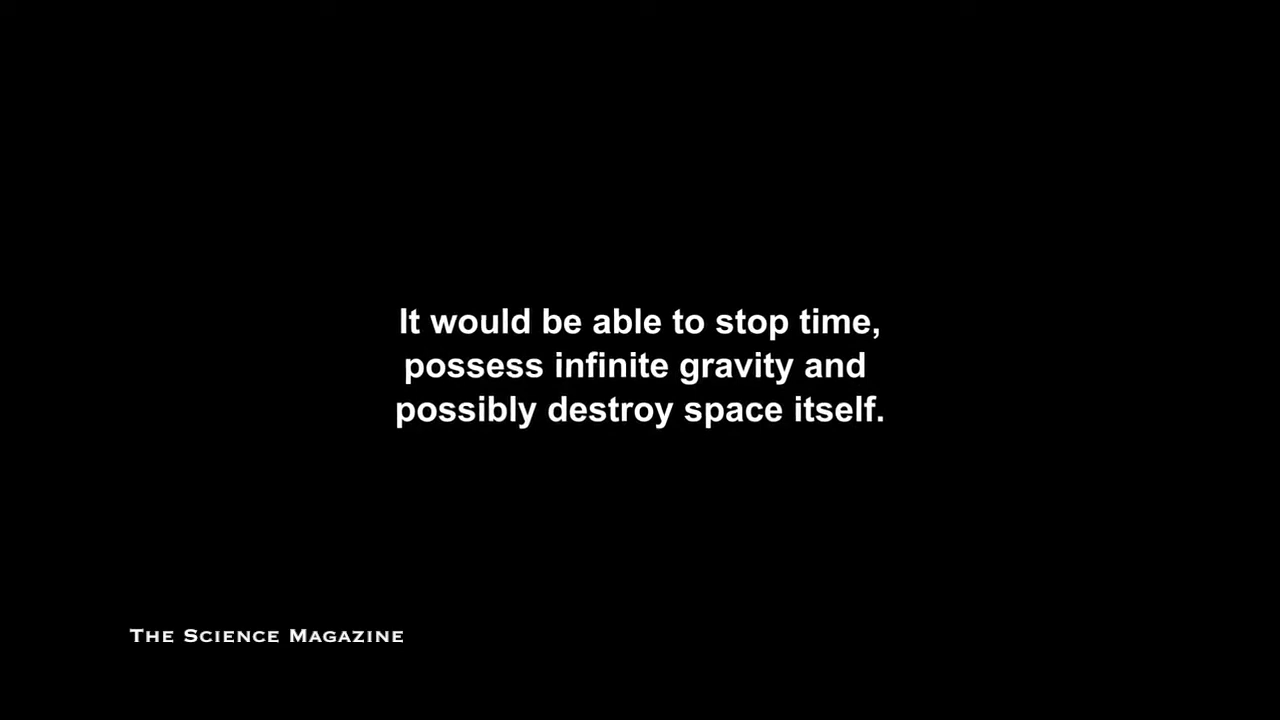 It would be able to stop time,
possess infinite gravity and
possibly destroy space itself.
The Science Magazine